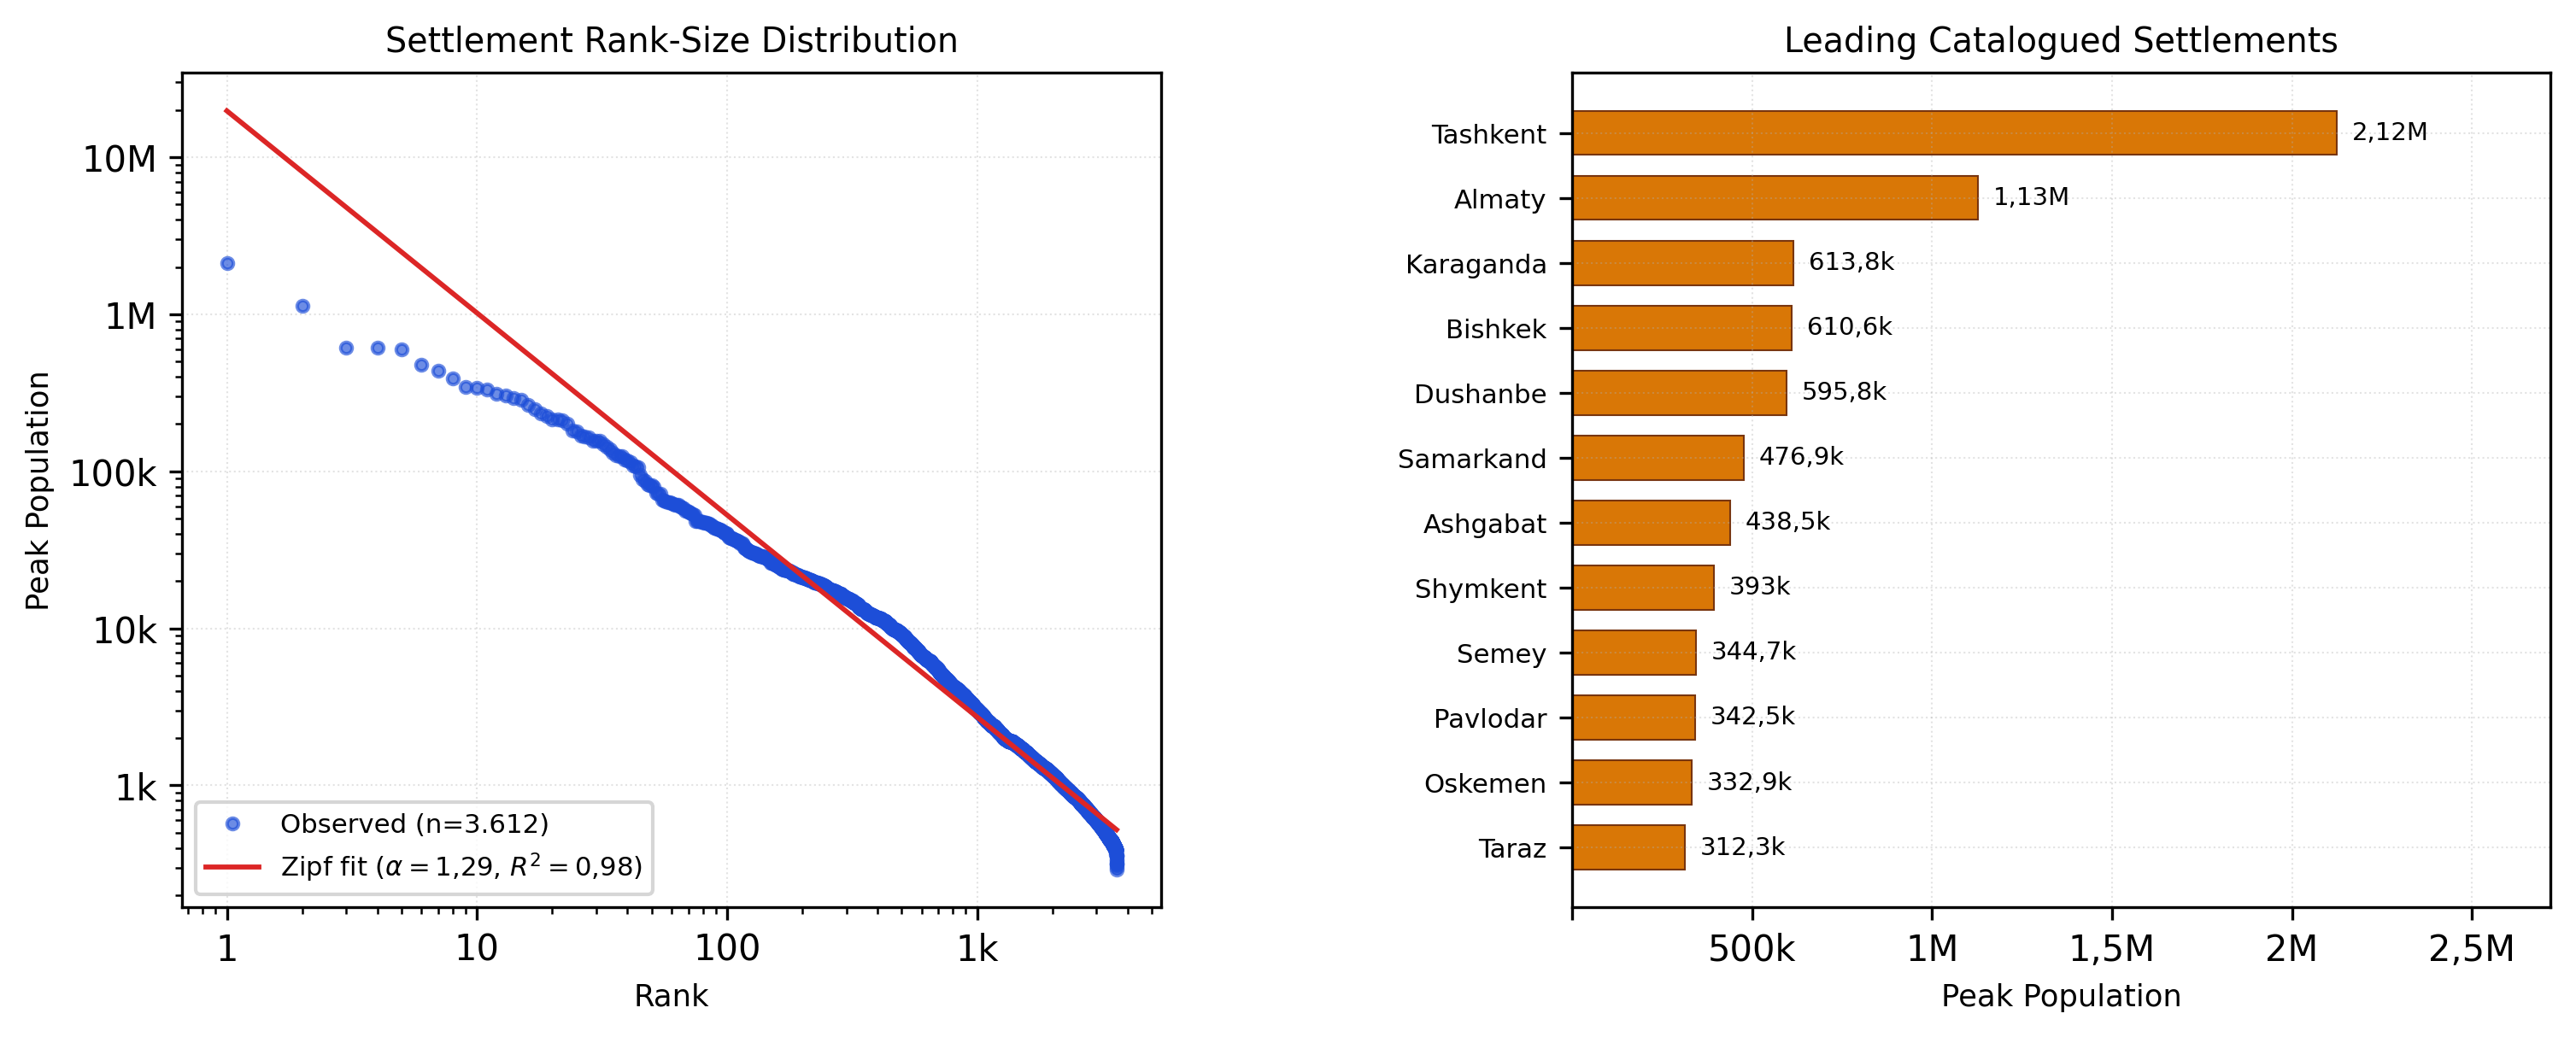 Settlement Rank-Size Distribution
Peak Population
10M
1M
100k
10k
1k
Observed (n=3.612)
Zipf fit (α = 1,29, R² = 0,98)
1
10
100
1k
Rank
Leading Catalogued Settlements
Tashkent 2,12M
Almaty 1,13M
Karaganda 613,8k
Bishkek 610,6k
Dushanbe 595,8k
Samarkand 476,9k
Ashgabat 438,5k
Shymkent 393k
Semey 344,7k
Pavlodar 342,5k
Oskemen 332,9k
Taraz 312,3k
500k
1M
1,5M
2M
2,5M
Peak Population